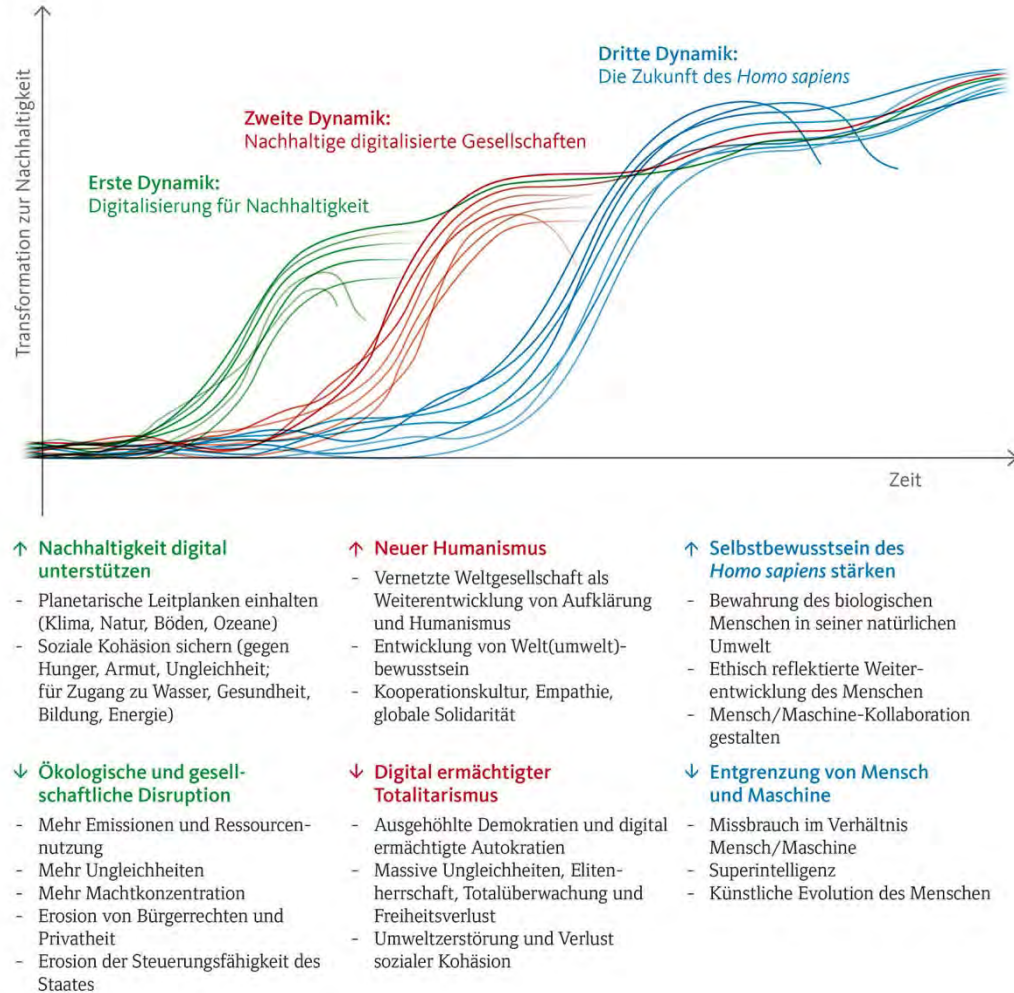 Transformation zur Nachhaltigkeit
Dritte Dynamik:
Die Zukunft des Homo sapiens
Zweite Dynamik:
Nachhaltige digitalisierte Gesellschaften
Erste Dynamik:
Digitalisierung für Nachhaltigkeit
Zeit
↑ Nachhaltigkeit digital
unterstützen
- Planetarische Leitplanken einhalten
(Klima, Natur, Böden, Ozeane)
- Soziale Kohäsion sichern (gegen
Hunger, Armut, Ungleichheit;
für Zugang zu Wasser, Gesundheit,
Bildung, Energie)
↑ Neuer Humanismus
- Vernetzte Weltgesellschaft als
Weiterentwicklung von Aufklärung
und Humanismus
- Entwicklung von Welt(umwelt)-
bewusstsein
- Kooperationskultur, Empathie,
globale Solidarität
↑ Selbstbewusstsein des
Homo sapiens stärken
- Bewahrung des biologischen
Menschen in seiner natürlichen
Umwelt
- Ethisch reflektierte Weiter-
entwicklung des Menschen
- Mensch/Maschine-Kollaboration
gestalten
↓ Ökologische und gesell-
schaftliche Disruption
- Mehr Emissionen und Ressourcen-
nutzung
- Mehr Ungleichheiten
- Mehr Machtkonzentration
- Erosion von Bürgerrechten und
Privatheit
- Erosion der Steuerungsfähigkeit des
Staates
↓ Digital ermächtigter
Totalitarismus
- Ausgehöhlte Demokratien und digital
ermächtigte Autokratien
- Massive Ungleichheiten, Eliten-
herrschaft, Totalüberwachung und
Freiheitsverlust
- Umweltzerstörung und Verlust
sozialer Kohäsion
↓ Entgrenzung von Mensch
und Maschine
- Missbrauch im Verhältnis
Mensch/Maschine
- Superintelligenz
- Künstliche Evolution des Menschen